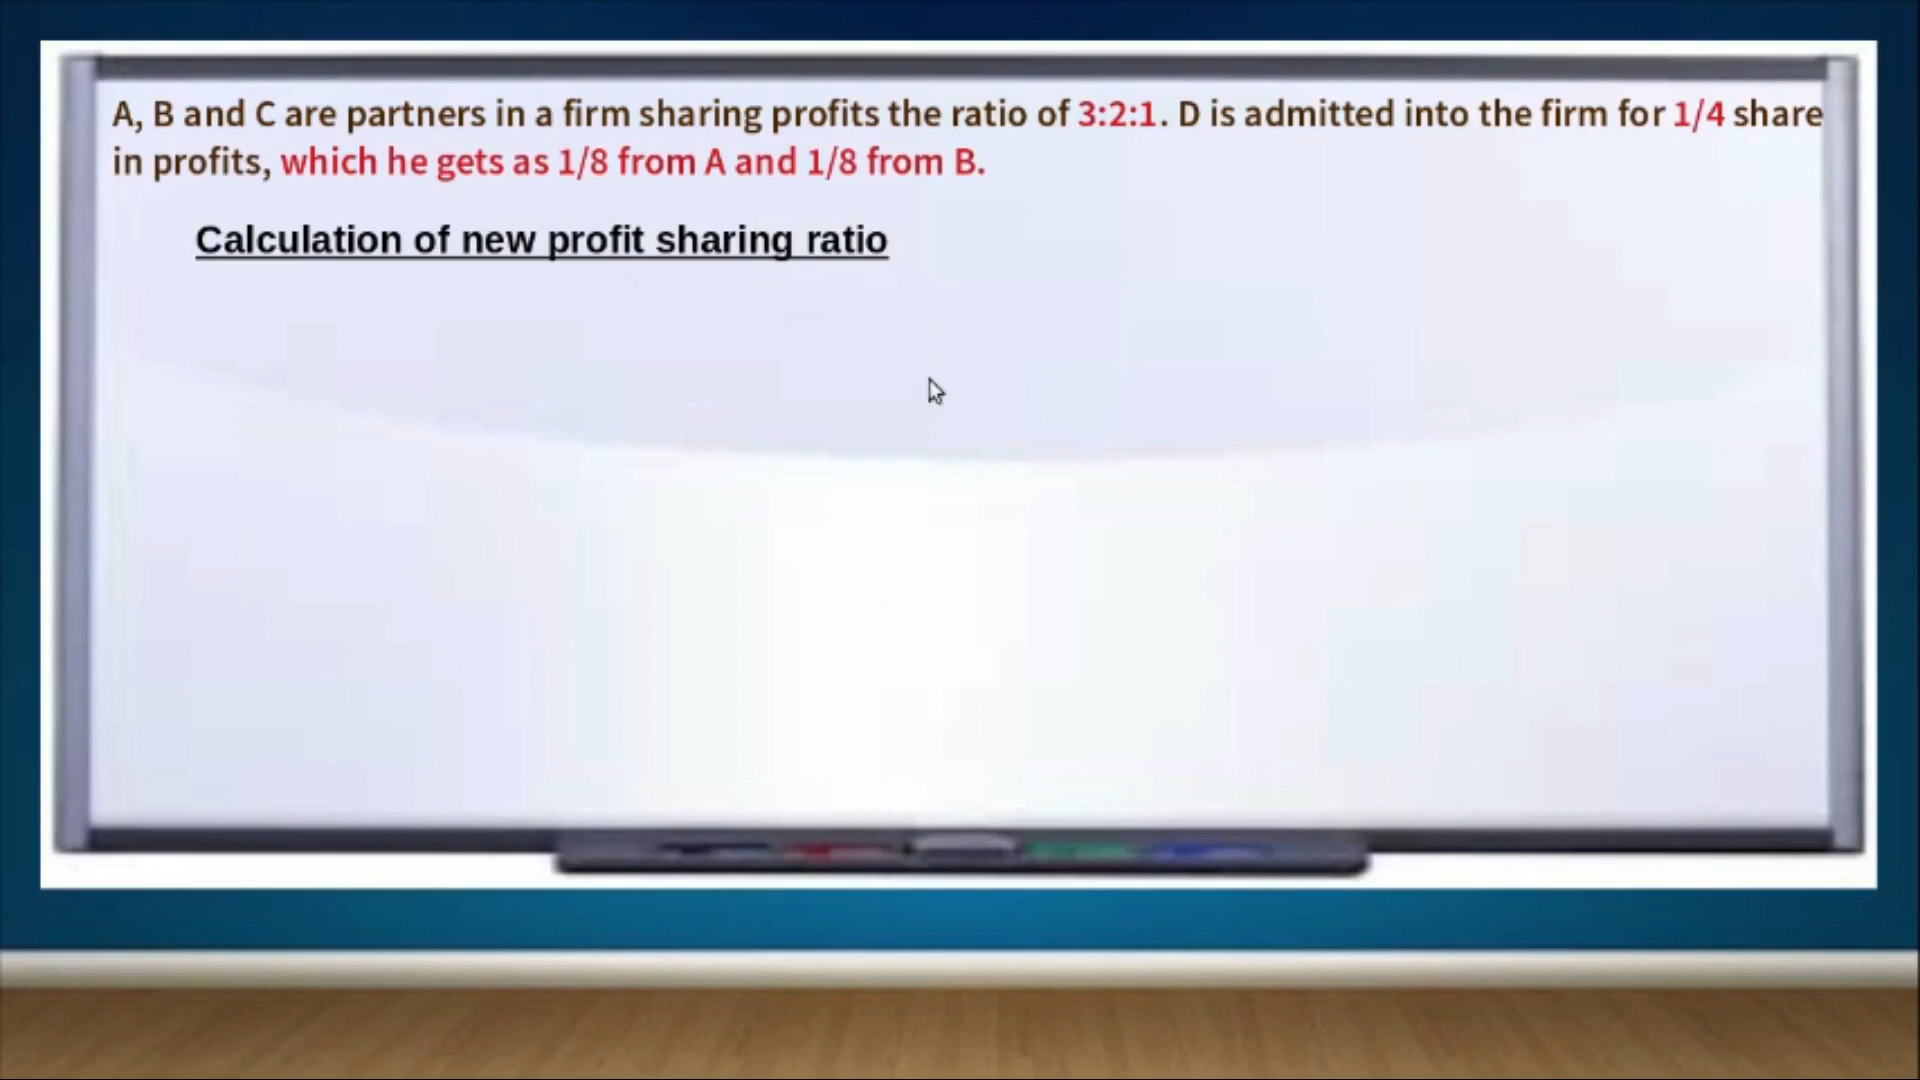 A, B and C are partners in a firm sharing profits the ratio of 3:2:1. D is admitted into the firm for 1/4 share
in profits, which he gets as 1/8 from A and 1/8 from B.
Calculation of new profit sharing ratio